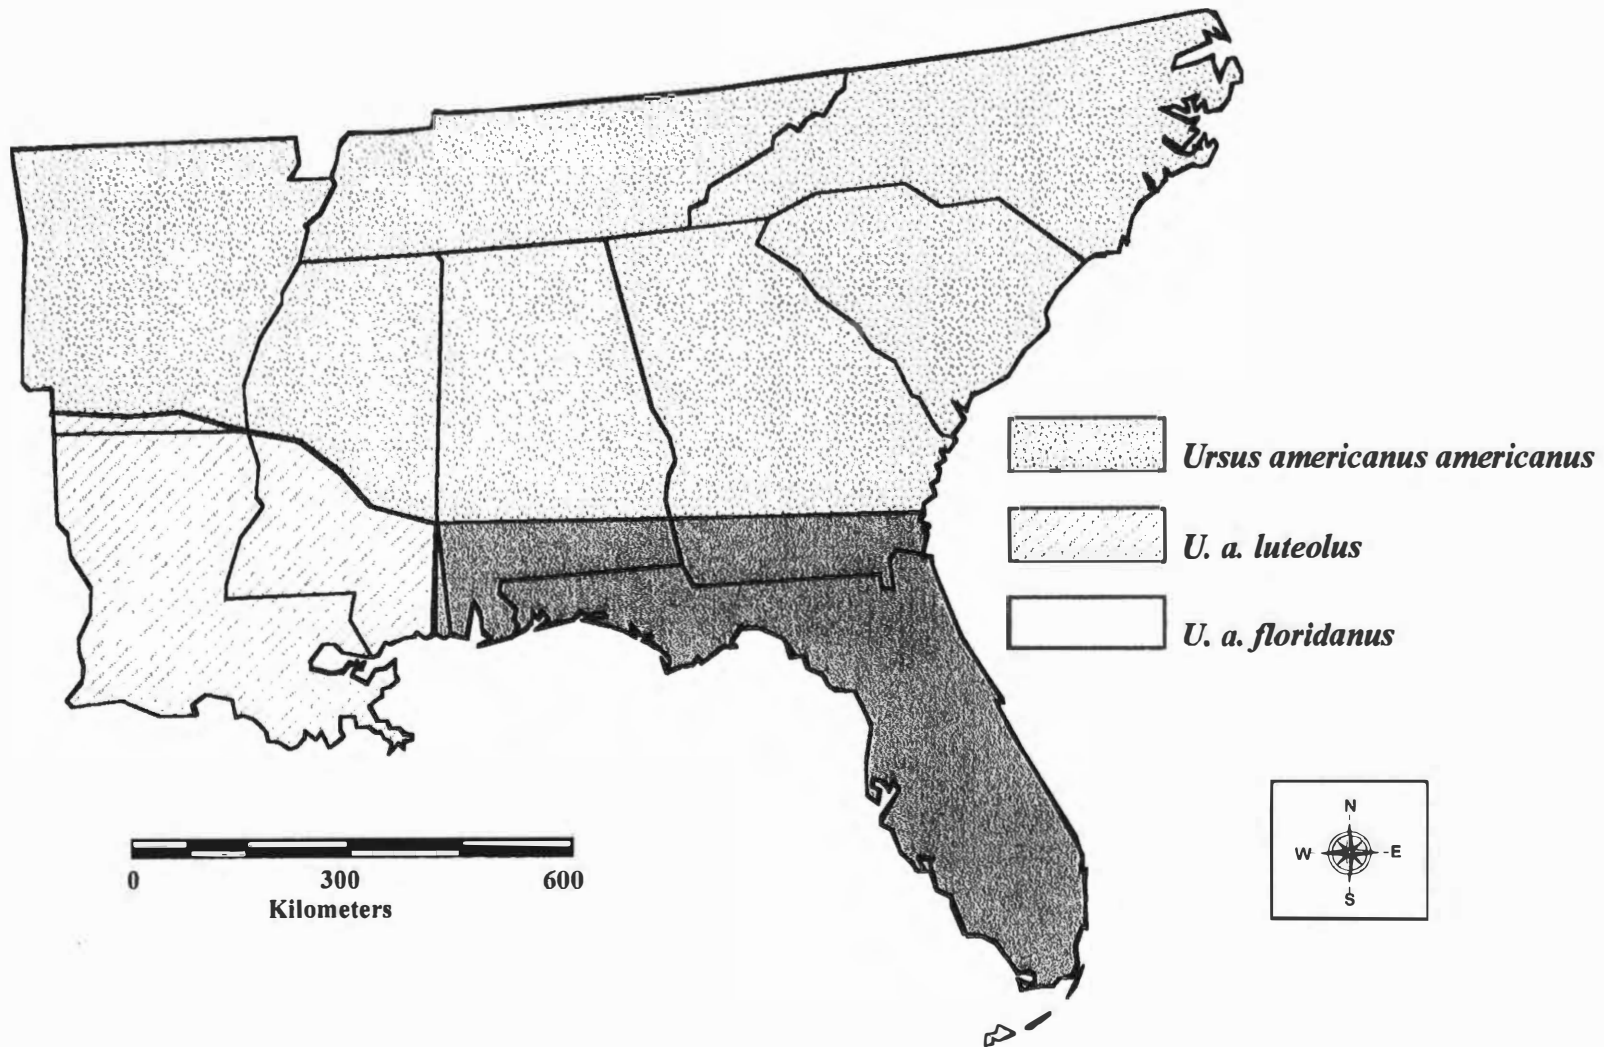 Ursus americanus americanus
U. a. luteolus
U. a. floridanus
0 300 600
Kilometers
N
W E
S